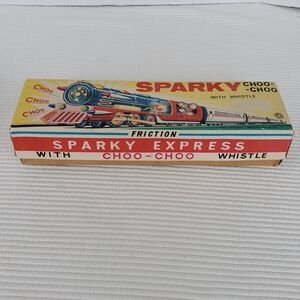 CHOO
CHOO
CHOO
SPARKY CHOO-
-CHOO
WITH WHISTLE
FRICTION
SPARKY EXPRESS
WITH CHOO-CHOO WHISTLE